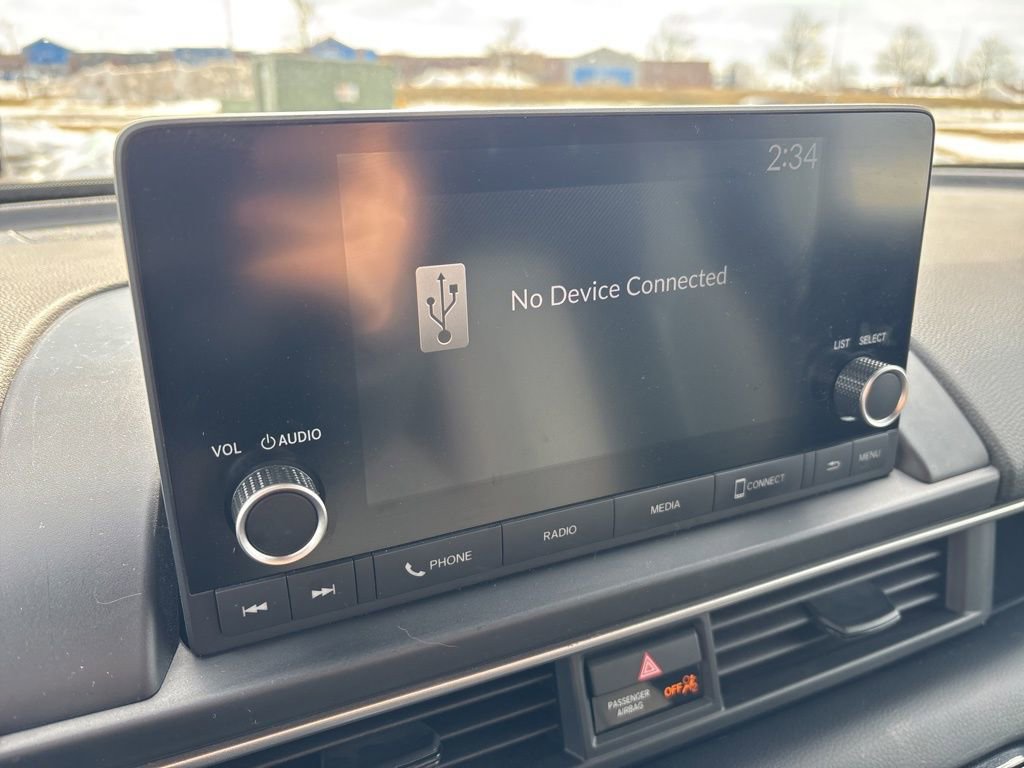 2:34
No Device Connected
LIST SELECT
VOL AUDIO
PHONE
RADIO
MEDIA
CONNECT
MENU
PASSENGER
AIRBAG
OFF